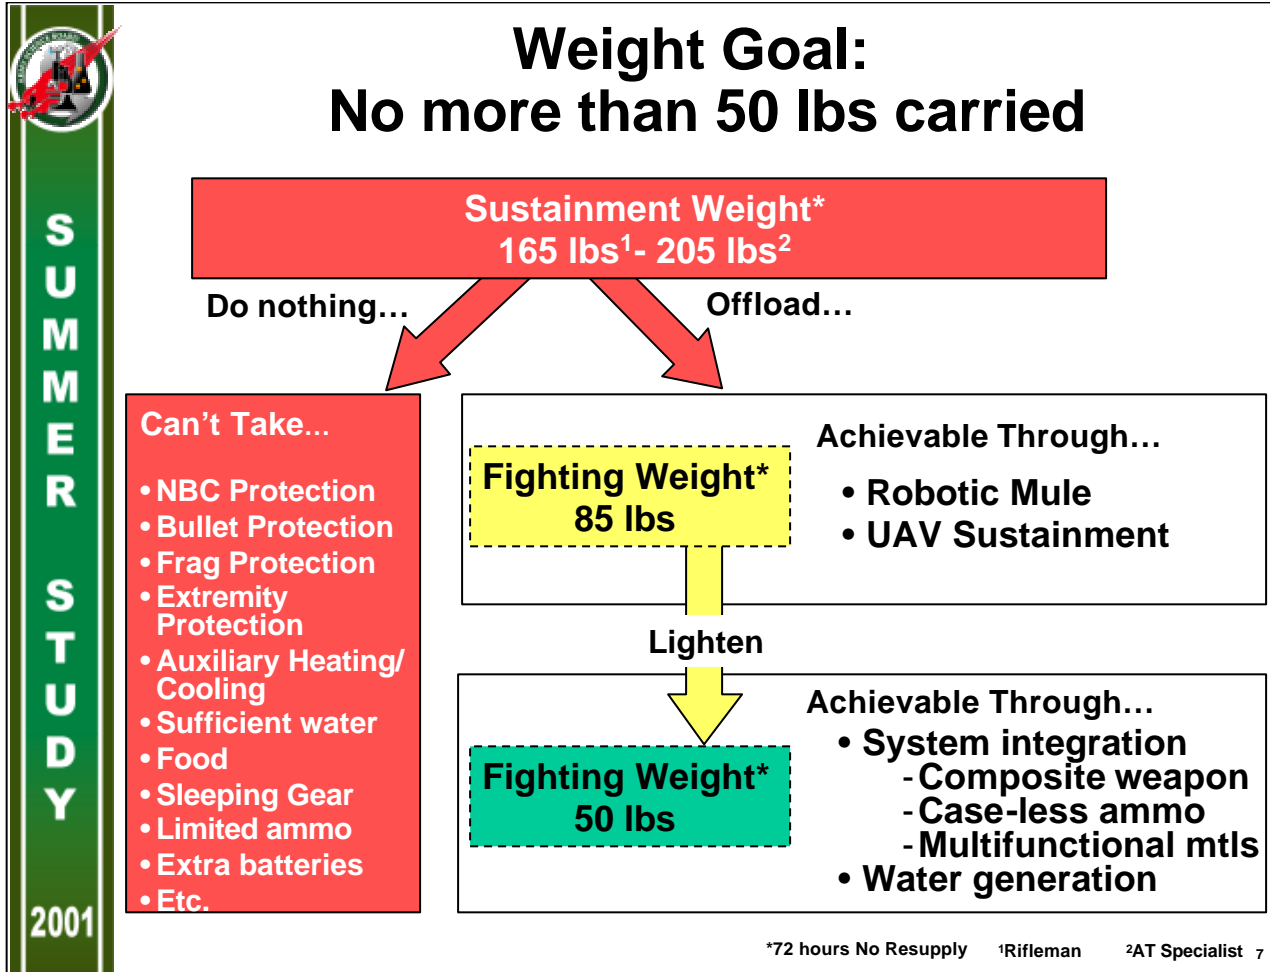 Weight Goal:
No more than 50 lbs carried
Sustainment Weight*
165 lbs¹- 205 lbs²
Do nothing…
Offload…
Can't Take…
• NBC Protection
• Bullet Protection
• Frag Protection
• Extremity
Protection
• Auxiliary Heating/
Cooling
• Sufficient water
• Food
• Sleeping Gear
• Limited ammo
• Extra batteries
• Etc.
Fighting Weight*
85 lbs
Achievable Through…
• Robotic Mule
• UAV Sustainment
Lighten
Fighting Weight*
50 lbs
Achievable Through…
• System integration
- Composite weapon
- Case-less ammo
- Multifunctional mtls
• Water generation
SUMMER STUDY
2001
*72 hours No Resupply ¹Rifleman ²AT Specialist 7